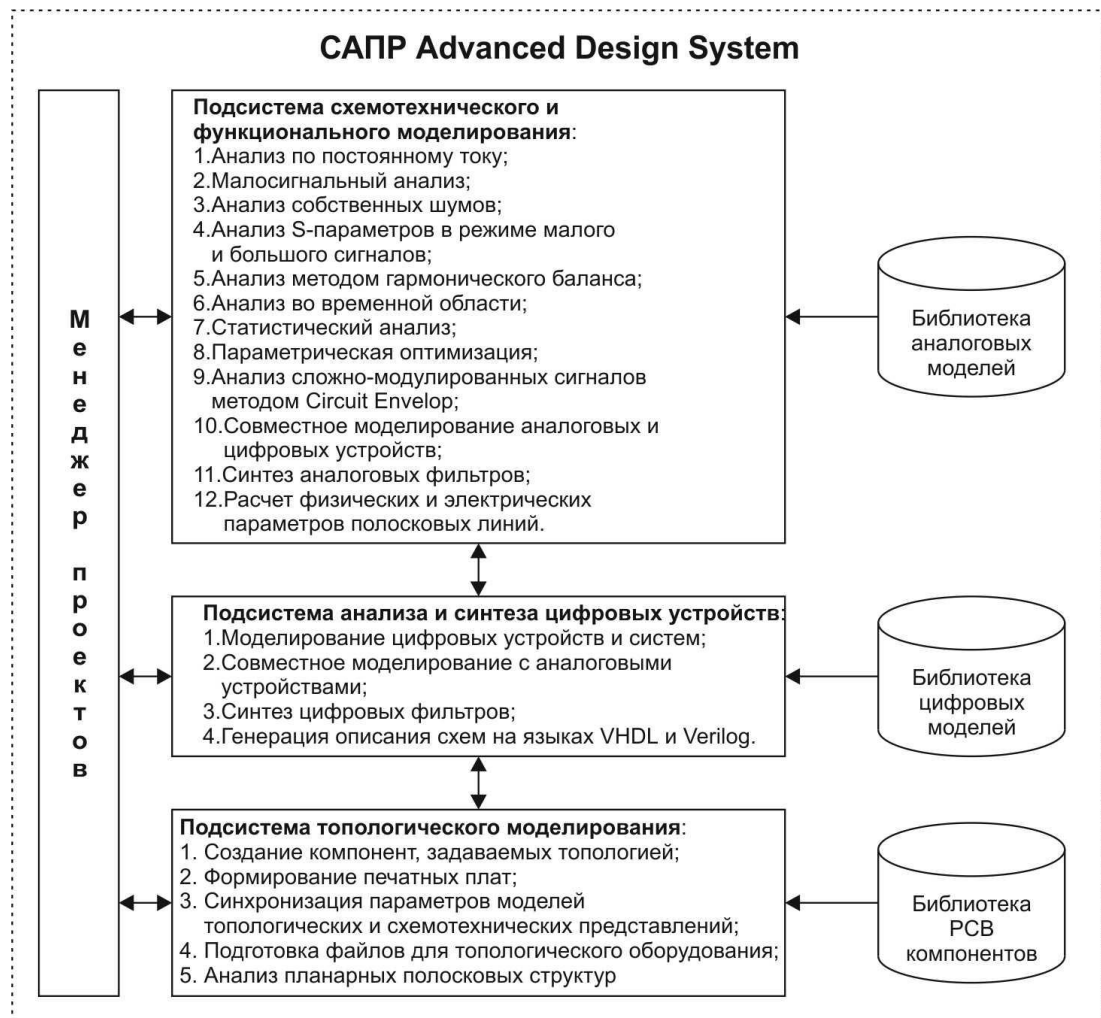 САПР Advanced Design System
Менеджер проектов
Подсистема схемотехнического и
функционального моделирования:
1.Анализ по постоянному току;
2.Малосигнальный анализ;
3.Анализ собственных шумов;
4.Анализ S-параметров в режиме малого
и большого сигналов;
5.Анализ методом гармонического баланса;
6.Анализ во временной области;
7.Статистический анализ;
8.Параметрическая оптимизация;
9.Анализ сложно-модулированных сигналов
методом Circuit Envelop;
10.Совместное моделирование аналоговых и
цифровых устройств;
11.Синтез аналоговых фильтров;
12.Расчет физических и электрических
параметров полосковых линий.
Библиотека
аналоговых
моделей
Подсистема анализа и синтеза цифровых устройств:
1.Моделирование цифровых устройств и систем;
2.Совместное моделирование с аналоговыми
устройствами;
3.Синтез цифровых фильтров;
4.Генерация описания схем на языках VHDL и Verilog.
Библиотека
цифровых
моделей
Подсистема топологического моделирования:
1. Создание компонент, задаваемых топологией;
2. Формирование печатных плат;
3. Синхронизация параметров моделей
топологических и схемотехнических представлений;
4. Подготовка файлов для топологического оборудования;
5. Анализ планарных полосковых структур
Библиотека
PCB
компонентов